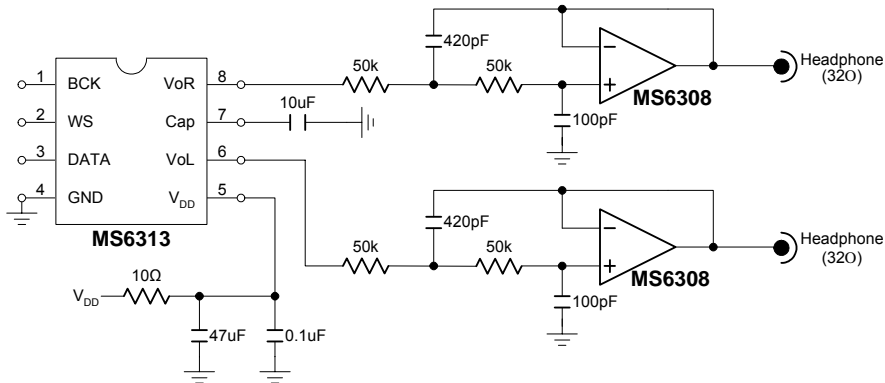 420pF
50k
50k
MS6308
100pF
Headphone
(32O)
1 BCK VoR 8
2 WS Cap 7
3 DATA VoL 6
4 GND VDD 5
MS6313
10uF
420pF
50k
50k
MS6308
100pF
Headphone
(32O)
VDD
10Ω
47uF
0.1uF